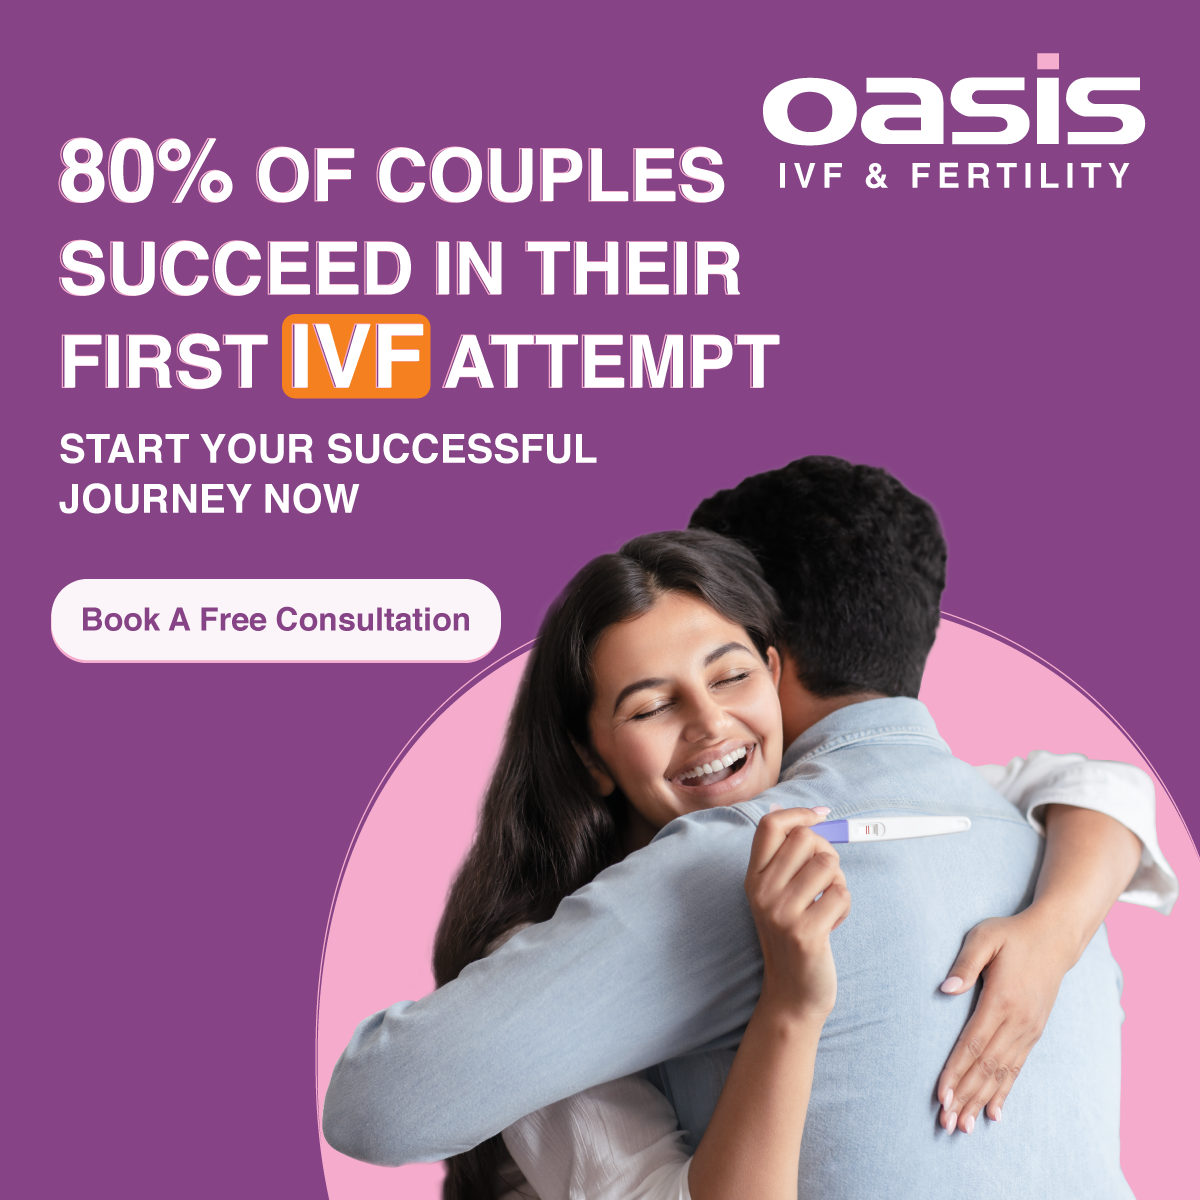 oasis
IVF & FERTILITY
80% OF COUPLES
SUCCEED IN THEIR
FIRST IVF ATTEMPT
START YOUR SUCCESSFUL
JOURNEY NOW
Book A Free Consultation